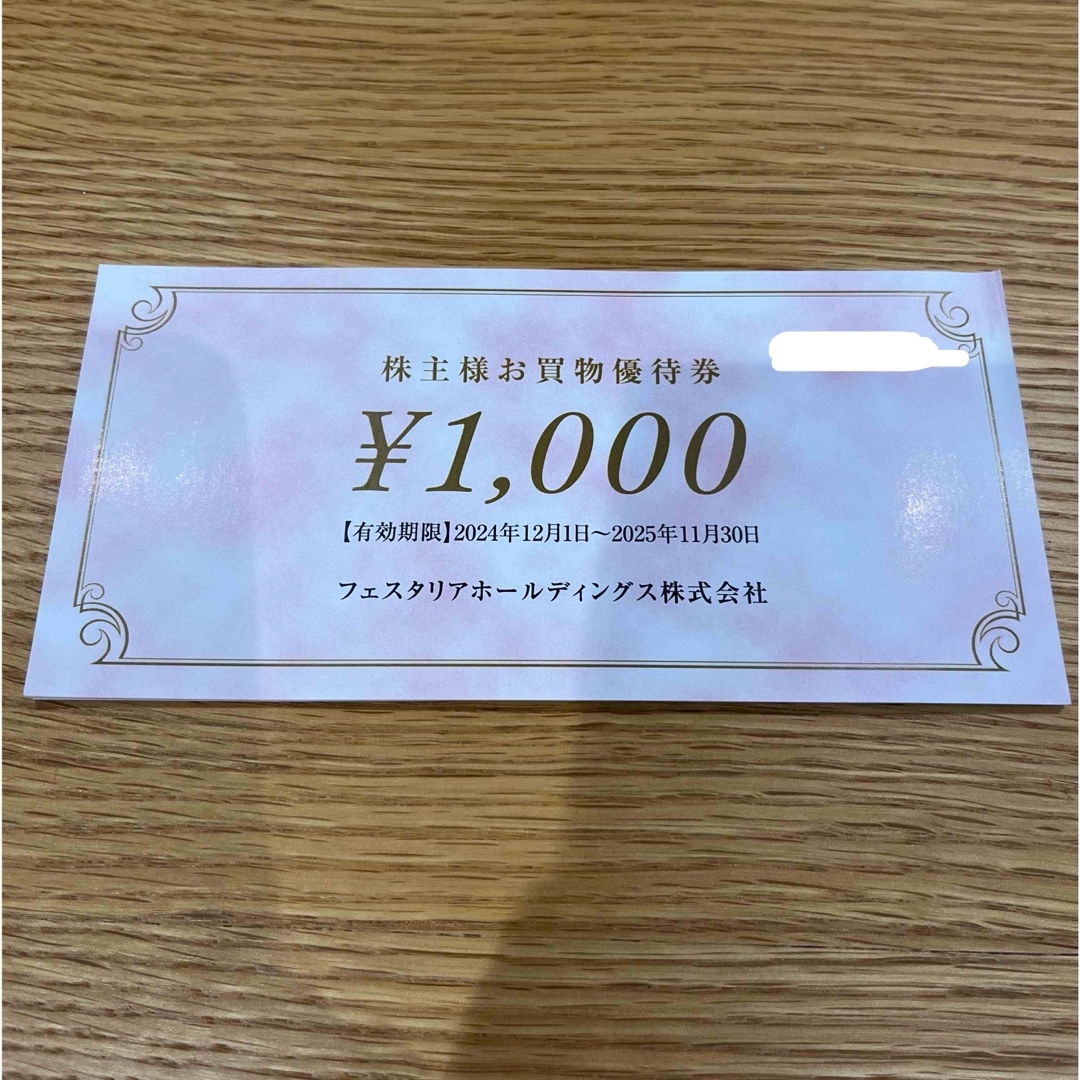 株主様お買物優待券
¥1,000
【有効期限】2024年12月1日〜2025年11月30日
フェスタリアホールディングス株式会社